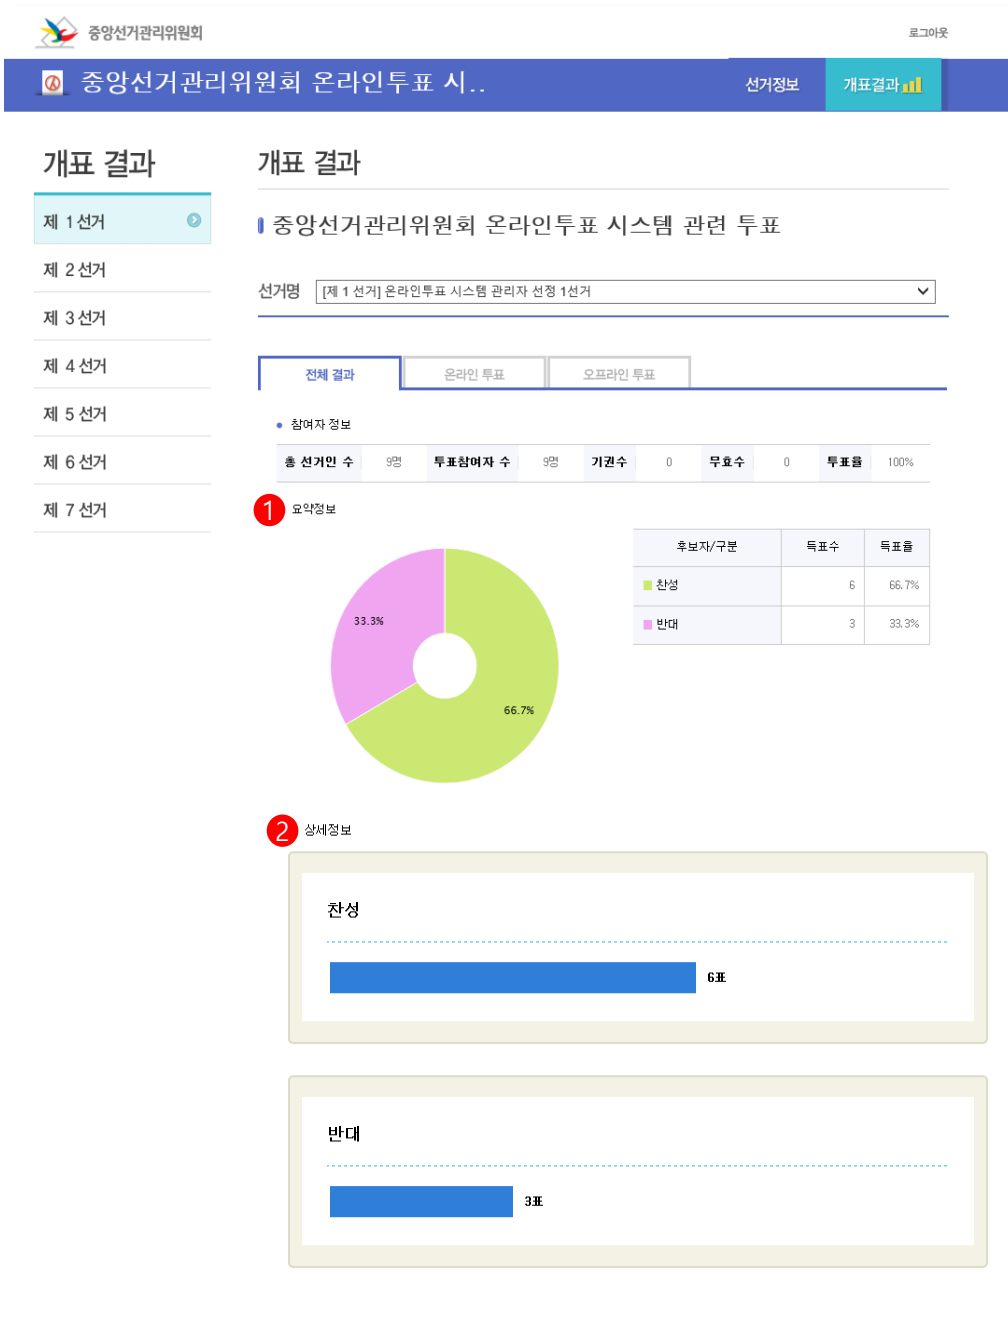 중앙선거관리위원회
로그아웃
중앙선거관리위원회 온라인투표 시..
선거정보
개표결과
개표 결과
제 1선거
제 2선거
제 3선거
제 4선거
제 5선거
제 6선거
제 7선거
개표 결과
중앙선거관리위원회 온라인투표 시스템 관련 투표
선거명 [제 1 선거] 온라인투표 시스템 관리자 선정 1선거
전체 결과 온라인 투표 오프라인 투표
참여자 정보
총 선거인 수 9명 투표참여자 수 9명 기권수 0 무효수 0 투표율 100%
1 요약정보
33.3%
66.7%
후보자/구분 득표수 득표율
찬성 6 66.7%
반대 3 33.3%
2 상세정보
찬성
6표
반대
3표